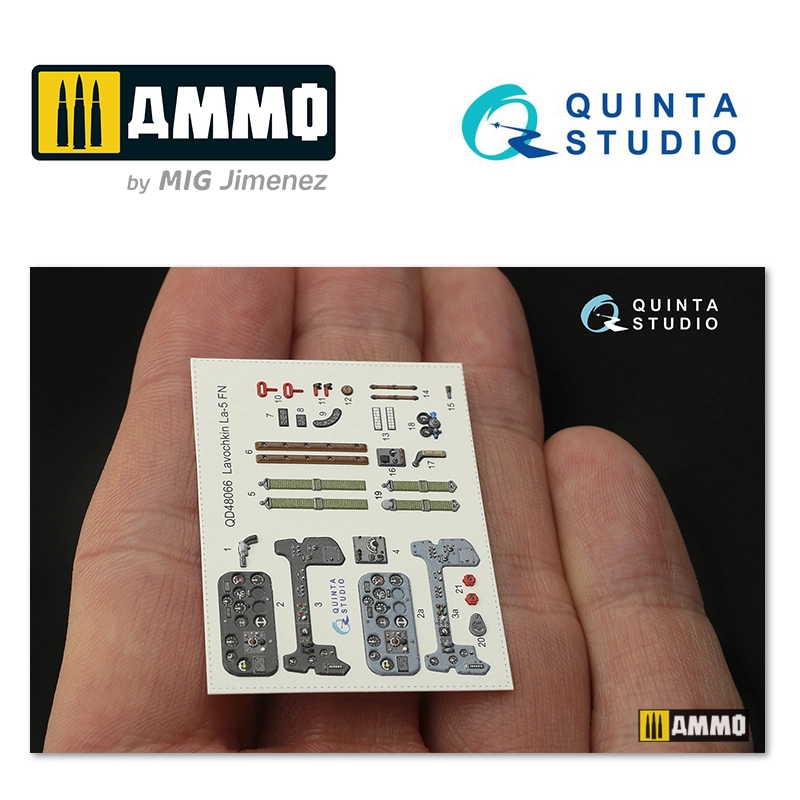 AMMO
by MIG Jimenez
QUINTA
STUDIO
QUINTA
STUDIO
QD48066 Lavochkin La-5 FN
1
2
3
4
5
6
7
8
9
10
11
12
13
14
15
16
17
18
19
2a
3a
20
21
QUINTA
STUDIO
AMMO